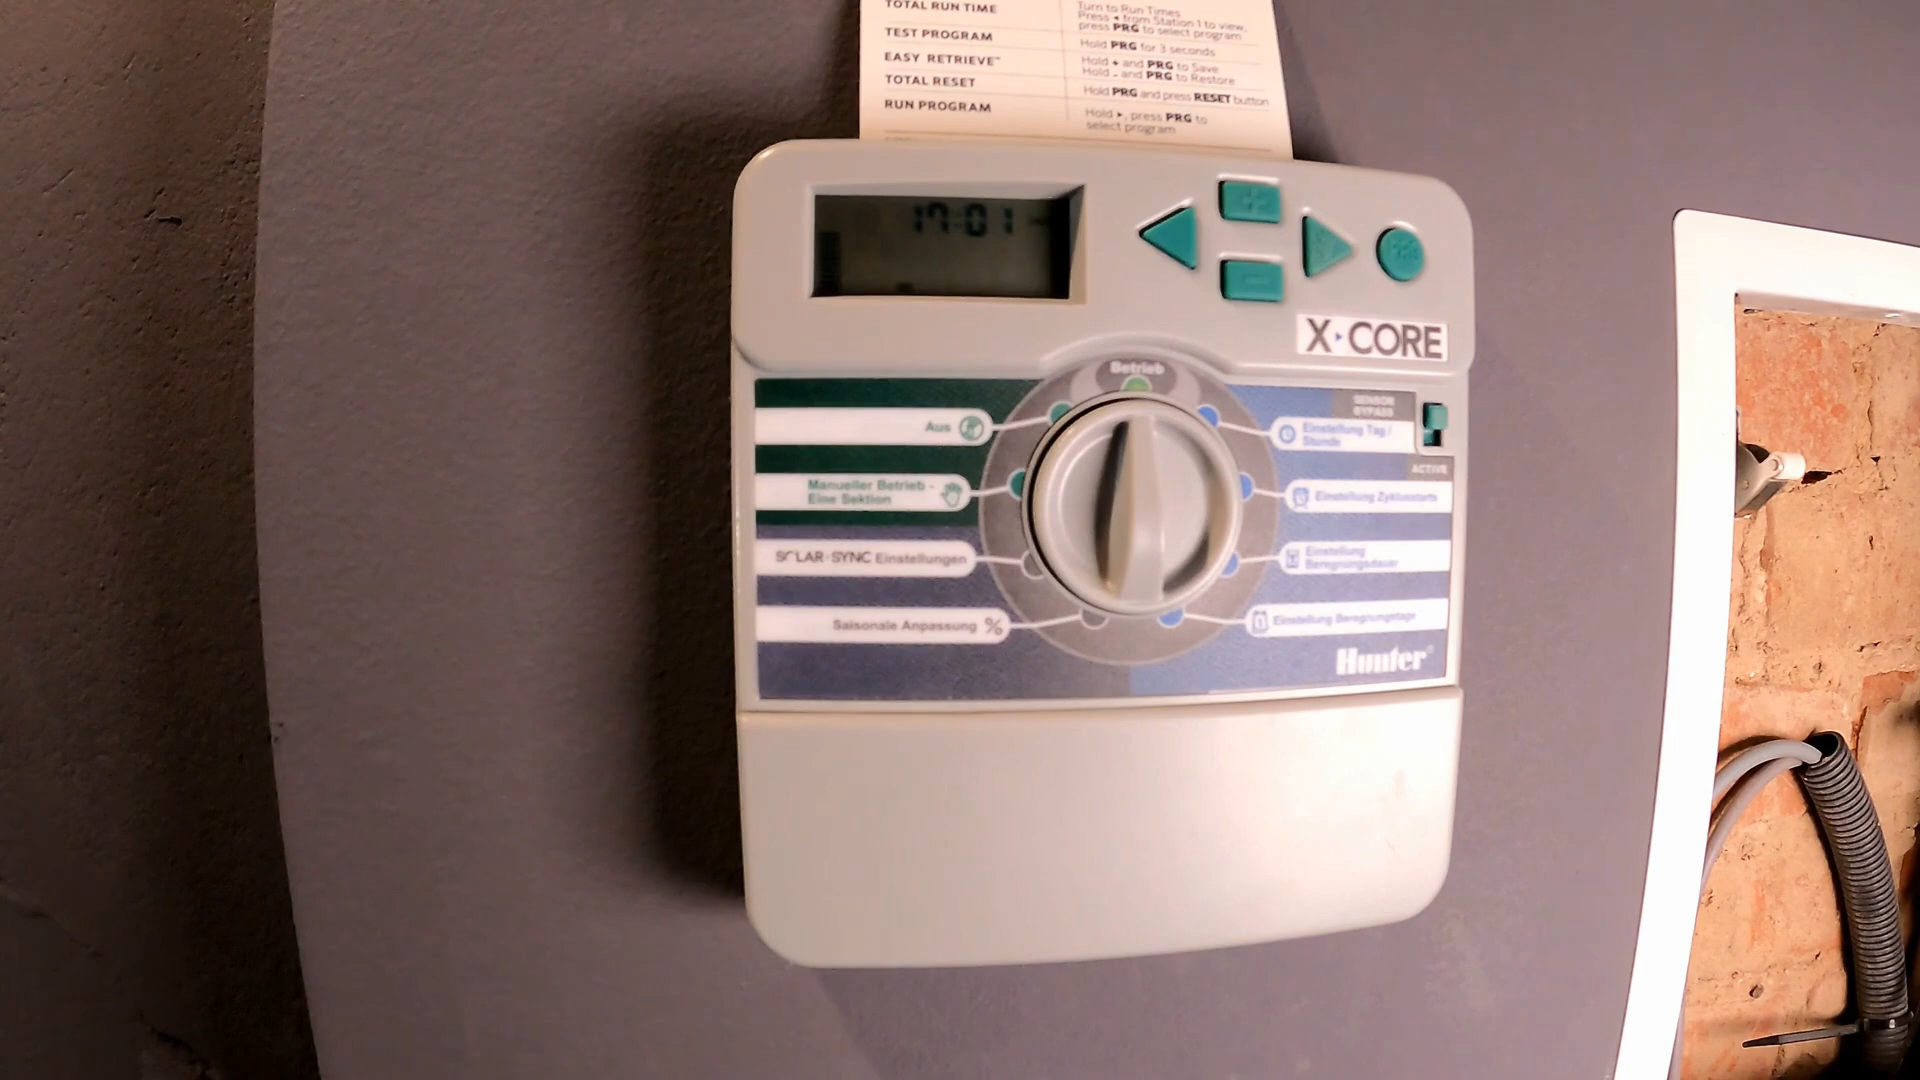 TOTAL RUN TIME
Turn to Run Times
Press ◂ from Station 1 to view,
press PRG to select program
TEST PROGRAM
Hold PRG for 3 seconds
EASY RETRIEVE™
Hold + and PRG to Save
Hold - and PRG to Restore
TOTAL RESET
Hold PRG and press RESET button
RUN PROGRAM
Hold ▸, press PRG to
select program
17:01
X-CORE
Betrieb
SENSOR
BYPASS
ACTIVE
Aus
Manueller Betrieb -
Eine Sektion
SOLAR-SYNC Einstellungen
Saisonale Anpassung %
Einstellung Tag /
Stunde
Einstellung Zyklusstarts
Einstellung
Beregnungsdauer
Einstellung Beregnungstage
Hunter®